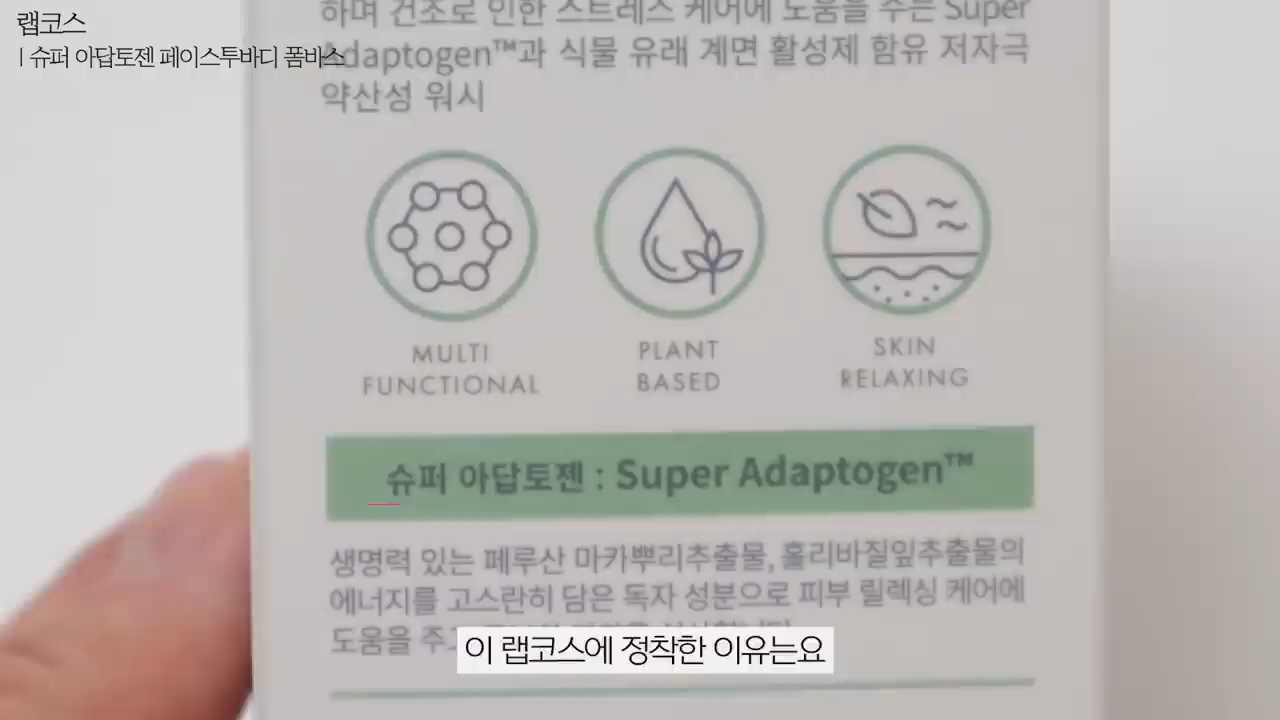 랩코스
| 슈퍼 아답토젠 페이스투바디 폼바스
하며 건조로 인한 스트레스 케어에 도움을 주는 Super
Adaptogen™과 식물 유래 계면 활성제 함유 저자극
약산성 워시
MULTI
FUNCTIONAL
PLANT
BASED
SKIN
RELAXING
슈퍼 아답토젠 : Super Adaptogen™
생명력 있는 페루산 마카뿌리추출물, 홀리바질잎추출물의
에너지를 고스란히 담은 독자 성분으로 피부 릴렉싱 케어에
도움을 주
이 랩코스에 정착한 이유는요